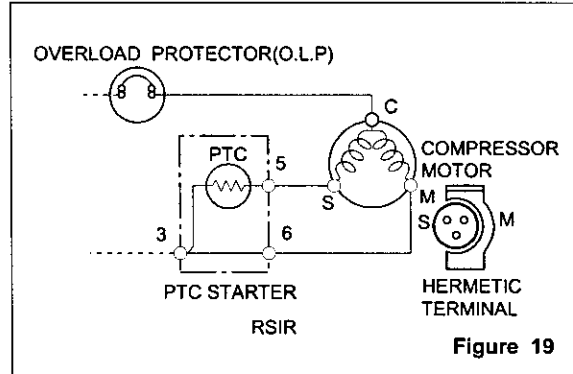 OVERLOAD PROTECTOR(O.L.P)
C
PTC
5
COMPRESSOR
MOTOR
S
M
S
M
3
6
PTC STARTER
HERMETIC
TERMINAL
RSIR
Figure 19